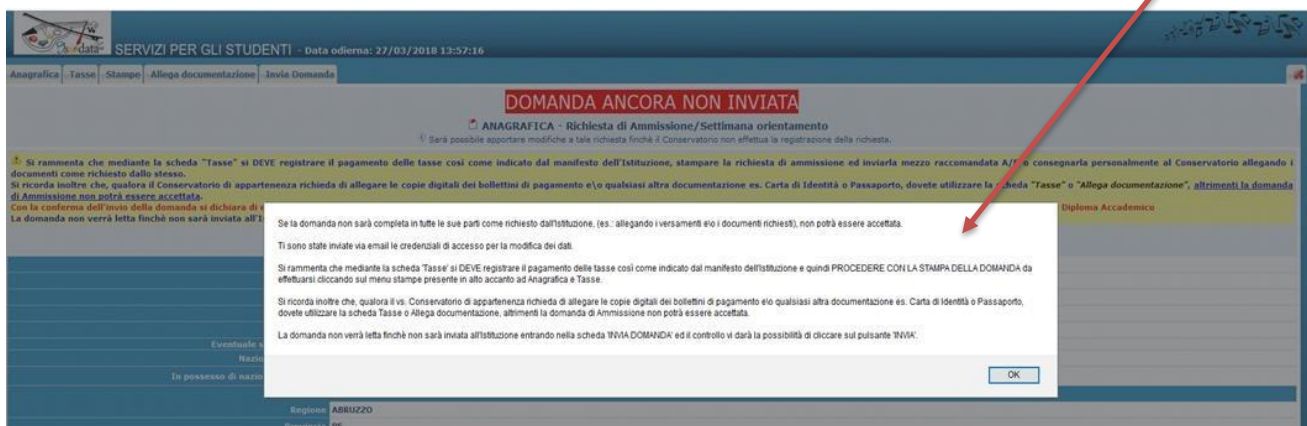 SERVIZI PER GLI STUDENTI - Data odierna: 27/03/2018 13:57:16
Anagrafica Tasse Stampe Allega documentazione Invia Domanda
DOMANDA ANCORA NON INVIATA
ANAGRAFICA - Richiesta di Ammissione/Settimana orientamento
Sarà possibile apportare modifiche a tale richiesta finchè il Conservatorio non effettua la registrazione della richiesta.
Si rammenta che mediante la scheda "Tasse" si DEVE registrare il pagamento delle tasse così come indicato dal manifesto dell'Istituzione, stampare la richiesta di ammissione ed inviarla mezzo raccomandata consegnarla personalmente al Conservatorio allegando i
documenti come richiesto dallo stesso.
Si ricorda inoltre che, qualora il Conservatorio di appartenenza richieda di allegare le copie digitali dei bollettini di pagamento e\o qualsiasi altra documentazione es. Carta di Identità o Passaporto, dovete utilizzare la scheda "Tasse" o "Allega documentazione", altrimenti la domanda
di Ammissione non potrà essere accettata.
Con la conferma dell'invio della domanda si dichiara di Diploma Accademico
La domanda non verrà letta finchè non sarà inviata
Se la domanda non sarà completa in tutte le sue parti come richiesto dall'Istituzione, (es.: allegando i versamenti e\o i documenti richiesti), non potrà essere accettata.
Ti sono state inviate via email le credenziali di accesso per la modifica dei dati.
Si rammenta che mediante la scheda 'Tasse' si DEVE registrare il pagamento delle tasse così come indicato dal manifesto dell'Istituzione e quindi PROCEDERE CON LA STAMPA DELLA DOMANDA da
effettuarsi cliccando sul menu stampe presente in alto accanto ad Anagrafica e Tasse.
Si ricorda inoltre che, qualora il vs. Conservatorio di appartenenza richieda di allegare le copie digitali dei bollettini di pagamento e\o qualsiasi altra documentazione es. Carta di Identità o Passaporto,
dovete utilizzare la scheda Tasse o Allega documentazione, altrimenti la domanda di Ammissione non potrà essere accettata.
La domanda non verrà letta finchè non sarà inviata all'Istituzione entrando nella scheda 'INVIA DOMANDA' ed il controllo vi darà la possibilità di cliccare sul pulsante 'INVIA'.
OK
Eventuale
In possesso di
Regione ABRUZZO